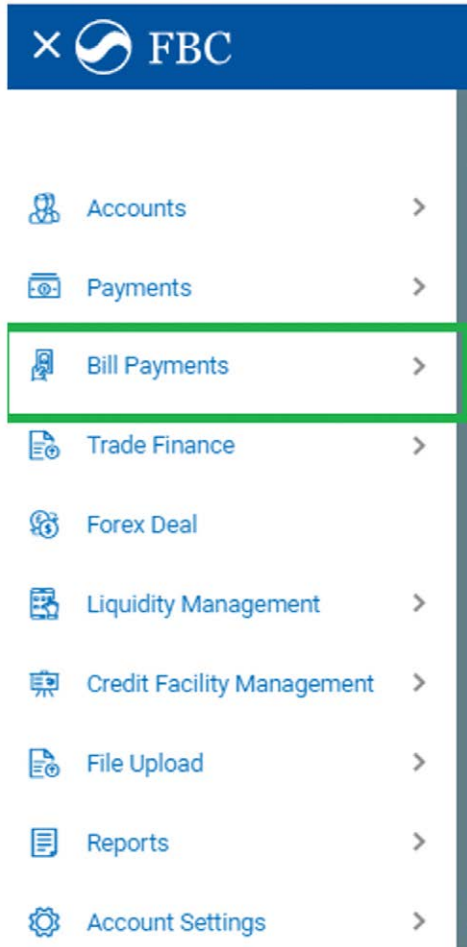 FBC
Accounts
Payments
Bill Payments
Trade Finance
Forex Deal
Liquidity Management
Credit Facility Management
File Upload
Reports
Account Settings